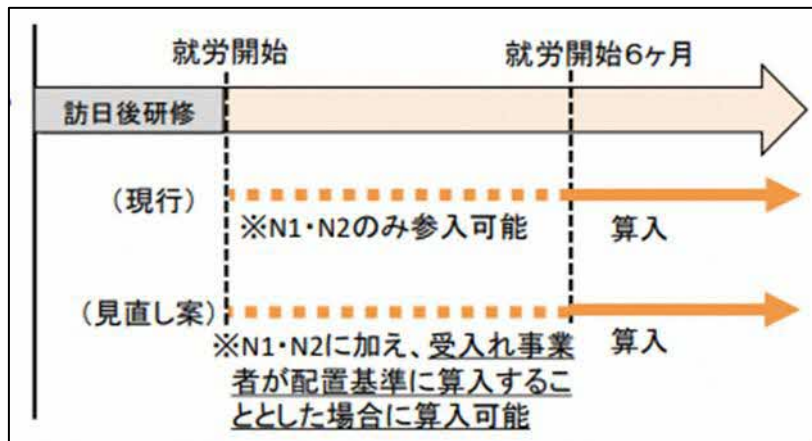 就労開始
就労開始6ヶ月
訪日後研修
(現行)
※N1・N2のみ参入可能
算入
(見直し案)
※N1・N2に加え、受入れ事業
者が配置基準に算入するこ
ととした場合に算入可能
算入